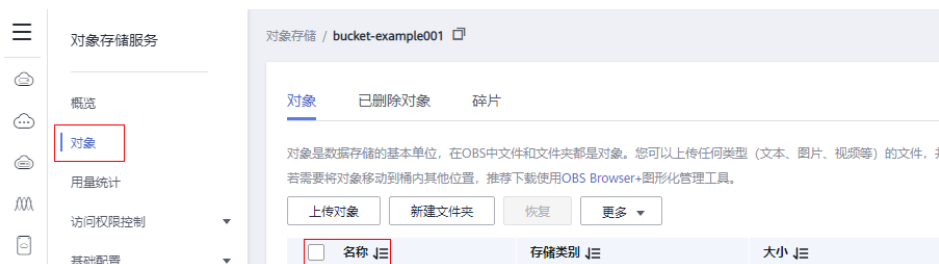 对象存储服务
对象存储 / bucket-example001
概览
对象
用量统计
访问权限控制
基础配置
对象 已删除对象 碎片
对象是数据存储的基本单位，在OBS中文件和文件夹都是对象。您可以上传任何类型（文本、图片、视频等）的文件，
若需要将对象移动到桶内其他位置，推荐下载使用OBS Browser+图形化管理工具。
上传对象 新建文件夹 恢复 更多
名称 存储类别 大小